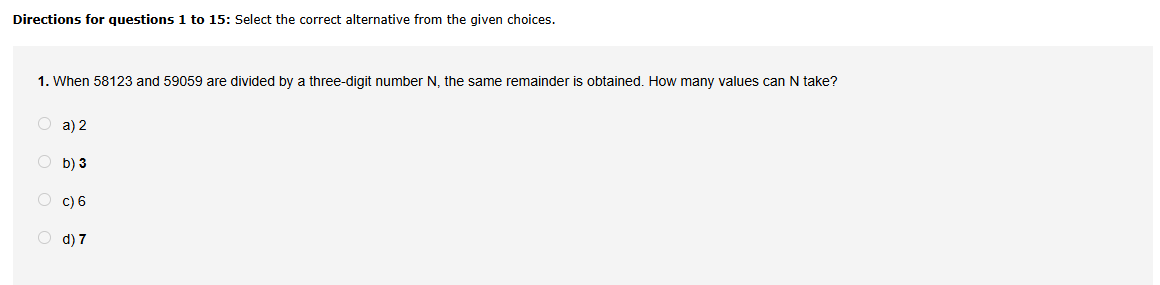 Directions for questions 1 to 15: Select the correct alternative from the given choices.
1. When 58123 and 59059 are divided by a three-digit number N, the same remainder is obtained. How many values can N take?
a) 2
b) 3
c) 6
d) 7